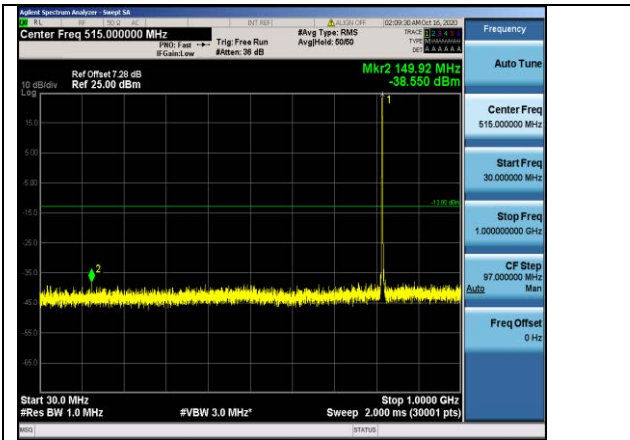 Agilent Spectrum Analyzer - Swept SA
RL RF 50 Ω AC INT REF ALIGN OFF 02:09:30 AM Oct 16, 2020
Center Freq 515.000000 MHz
PNO: Fast
IFGain:Low
Trig: Free Run
#Atten: 36 dB
#Avg Type: RMS
Avg|Hold: 50/50
TRACE 1 2 3 4 5 6
TYPE
DET A A A A A A
Frequency
Mkr2 149.92 MHz
-38.550 dBm
Ref Offset 7.28 dB
Ref 25.00 dBm
10 dB/div
Log
Auto Tune
Center Freq
515.000000 MHz
Start Freq
30.000000 MHz
Stop Freq
1.000000000 GHz
CF Step
97.000000 MHz
Auto Man
Freq Offset
0 Hz
1
15.0
5.00
-5.00
-13.00 dBm
-15.0
-25.0
2
-35.0
-45.0
-55.0
-65.0
Start 30.0 MHz
Stop 1.0000 GHz
#Res BW 1.0 MHz
#VBW 3.0 MHz*
Sweep 2.000 ms (30001 pts)
MSG
STATUS